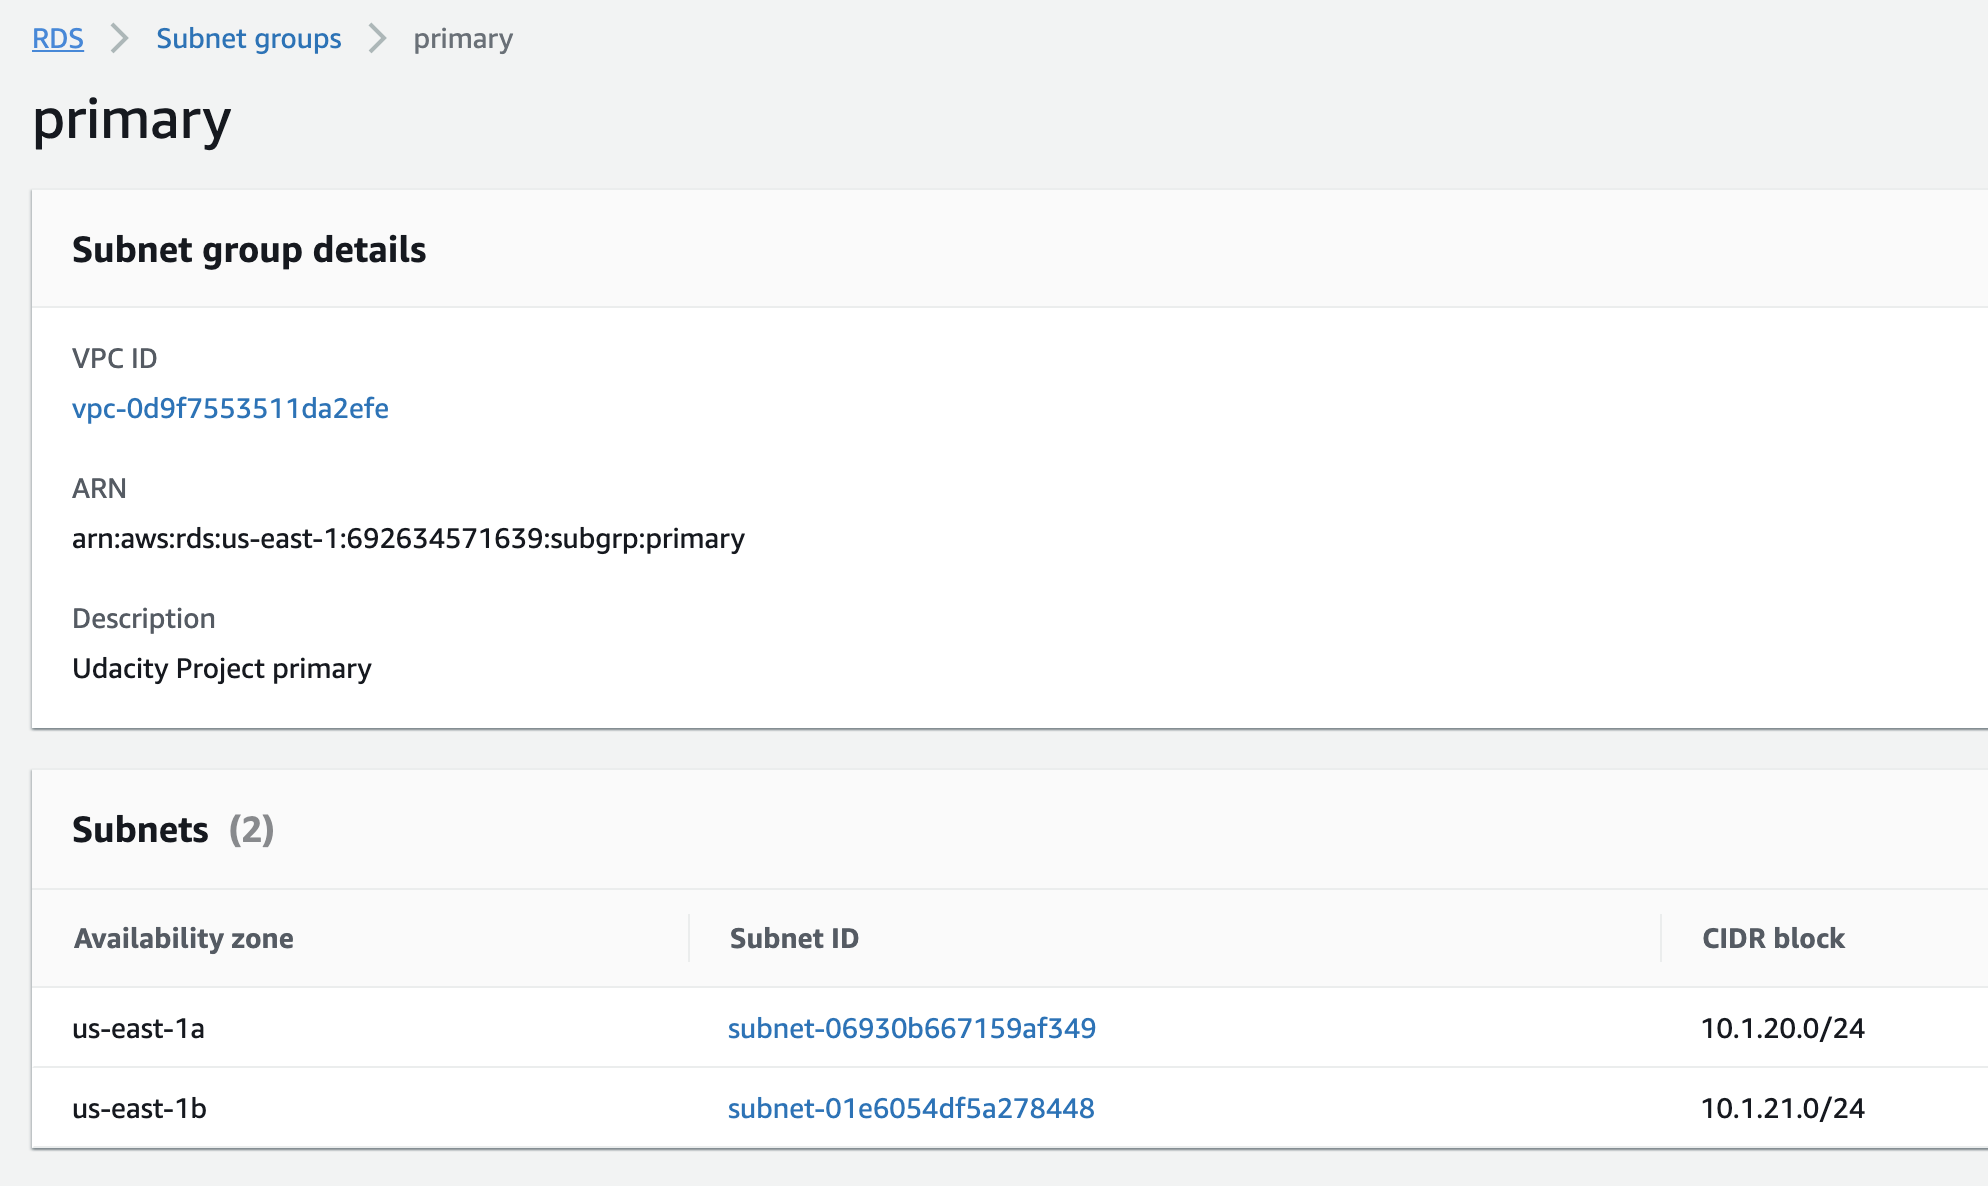 RDS > Subnet groups > primary
primary
Subnet group details
VPC ID
vpc-0d9f7553511da2efe
ARN
arn:aws:rds:us-east-1:692634571639:subgrp:primary
Description
Udacity Project primary
Subnets (2)
Availability zone Subnet ID CIDR block
us-east-1a subnet-06930b667159af349 10.1.20.0/24
us-east-1b subnet-01e6054df5a278448 10.1.21.0/24